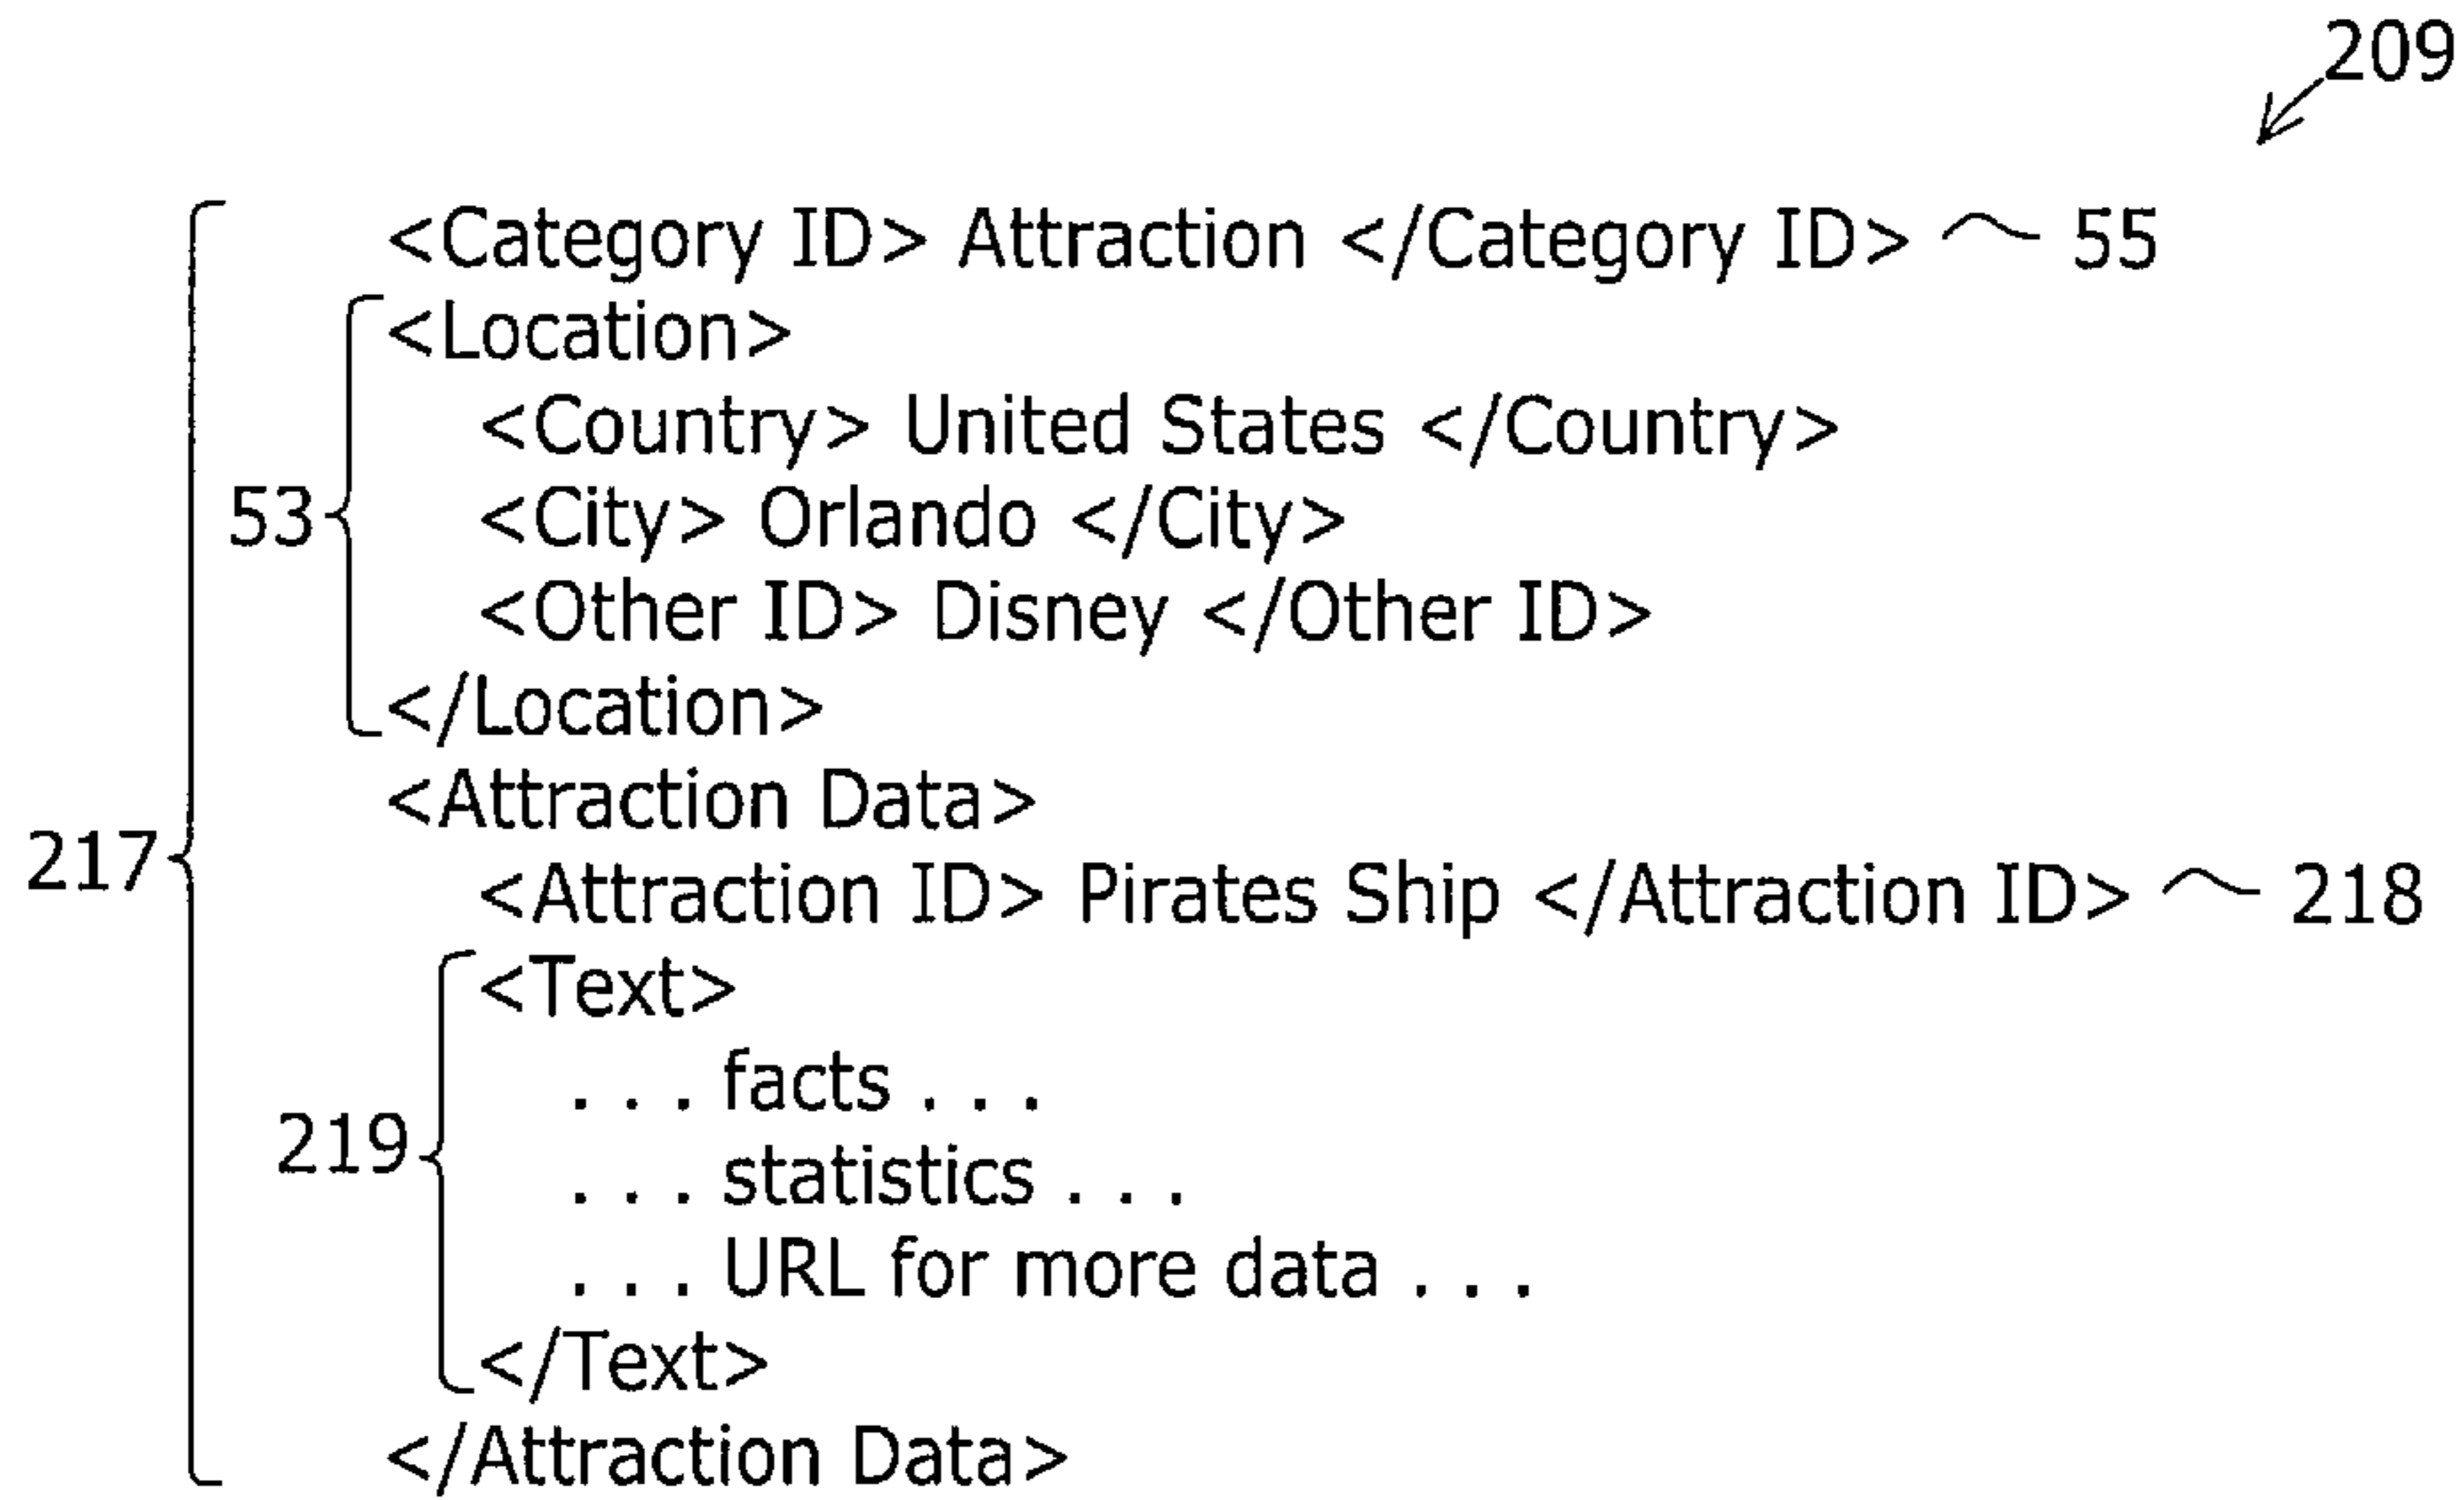 209
<Category ID> Attraction </Category ID> 55
<Location>
<Country> United States </Country>
53 <City> Orlando </City>
<Other ID> Disney </Other ID>
</Location>
<Attraction Data>
217 <Attraction ID> Pirates Ship </Attraction ID> 218
<Text>
. . . facts . . .
219 . . . statistics . . .
. . . URL for more data . . .
</Text>
</Attraction Data>